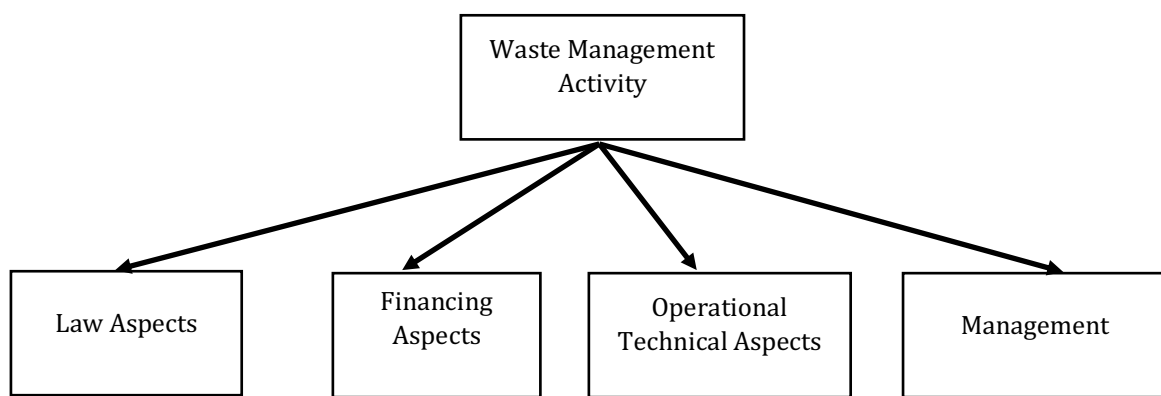 Waste Management
Activity
Law Aspects
Financing
Aspects
Operational
Technical Aspects
Management